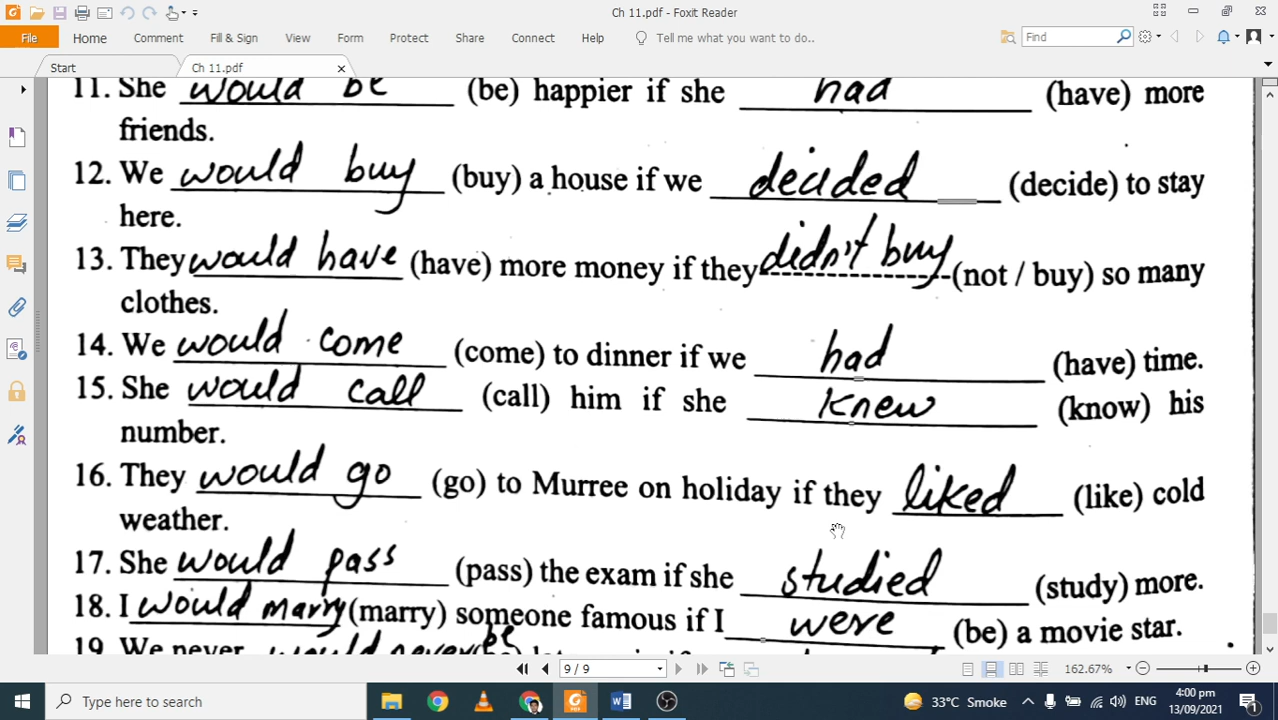 Ch 11.pdf - Foxit Reader
File Home Comment Fill & Sign View Form Protect Share Connect Help Tell me what you want to do.. Find
Start Ch 11.pdf
11. She would be (be) happier if she had (have) more
friends.
12. We would buy (buy) a house if we decided (decide) to stay
here.
13. They would have (have) more money if they didn't buy (not / buy) so many
clothes.
14. We would come (come) to dinner if we had (have) time.
15. She would call (call) him if she knew (know) his
number.
16. They would go (go) to Murree on holiday if they liked (like) cold
weather.
17. She would pass (pass) the exam if she studied (study) more.
18. I would marry (marry) someone famous if I were (be) a movie star.
19. We never would never be
9 / 9 162.67%
Type here to search 33°C Smoke ENG 4:00 pm
13/09/2021